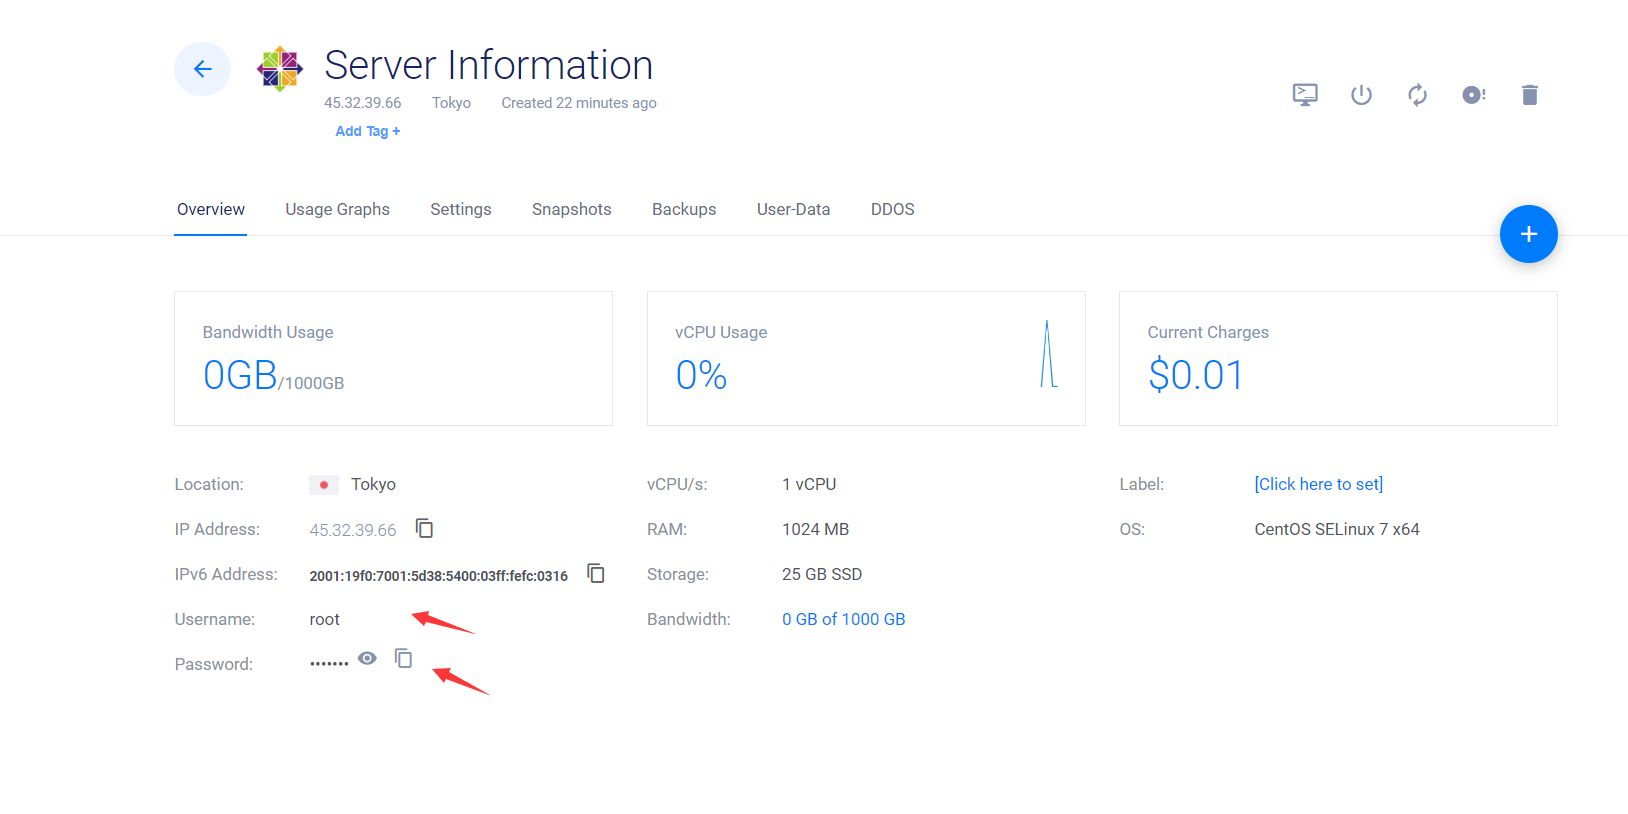 Server Information
45.32.39.66 Tokyo Created 22 minutes ago
Add Tag +
Overview Usage Graphs Settings Snapshots Backups User-Data DDOS
+
Bandwidth Usage
0GB/1000GB
vCPU Usage
0%
Current Charges
$0.01
Location: Tokyo
IP Address: 45.32.39.66
IPv6 Address: 2001:19f0:7001:5d38:5400:03ff:fefc:0316
Username: root
Password: •••••••
vCPU/s: 1 vCPU
RAM: 1024 MB
Storage: 25 GB SSD
Bandwidth: 0 GB of 1000 GB
Label: [Click here to set]
OS: CentOS SELinux 7 x64